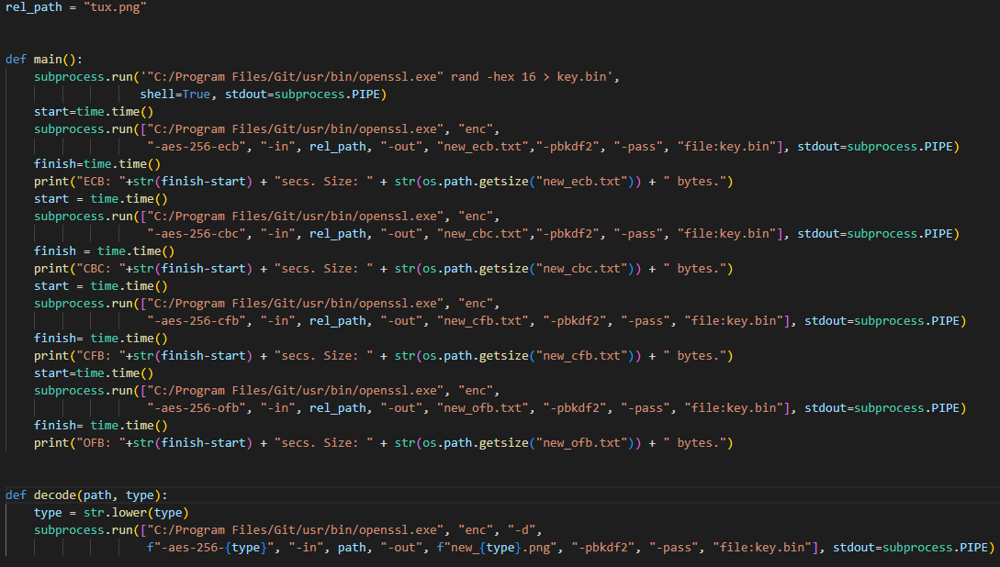 rel_path = "tux.png"
def main():
subprocess.run('"C:/Program Files/Git/usr/bin/openssl.exe" rand -hex 16 > key.bin',
shell=True, stdout=subprocess.PIPE)
start=time.time()
subprocess.run(["C:/Program Files/Git/usr/bin/openssl.exe", "enc",
"-aes-256-ecb", "-in", rel_path, "-out", "new_ecb.txt","-pbkdf2", "-pass", "file:key.bin"], stdout=subprocess.PIPE)
finish=time.time()
print("ECB: "+str(finish-start) + "secs. Size: " + str(os.path.getsize("new_ecb.txt")) + " bytes.")
start = time.time()
subprocess.run(["C:/Program Files/Git/usr/bin/openssl.exe", "enc",
"-aes-256-cbc", "-in", rel_path, "-out", "new_cbc.txt","-pbkdf2", "-pass", "file:key.bin"], stdout=subprocess.PIPE)
finish = time.time()
print("CBC: "+str(finish-start) + "secs. Size: " + str(os.path.getsize("new_cbc.txt")) + " bytes.")
start = time.time()
subprocess.run(["C:/Program Files/Git/usr/bin/openssl.exe", "enc",
"-aes-256-cfb", "-in", rel_path, "-out", "new_cfb.txt", "-pbkdf2", "-pass", "file:key.bin"], stdout=subprocess.PIPE)
finish= time.time()
print("CFB: "+str(finish-start) + "secs. Size: " + str(os.path.getsize("new_cfb.txt")) + " bytes.")
start=time.time()
subprocess.run(["C:/Program Files/Git/usr/bin/openssl.exe", "enc",
"-aes-256-ofb", "-in", rel_path, "-out", "new_ofb.txt", "-pbkdf2", "-pass", "file:key.bin"], stdout=subprocess.PIPE)
finish= time.time()
print("OFB: "+str(finish-start) + "secs. Size: " + str(os.path.getsize("new_ofb.txt")) + " bytes.")
def decode(path, type):
type = str.lower(type)
subprocess.run(["C:/Program Files/Git/usr/bin/openssl.exe", "enc", "-d",
f"-aes-256-{type}", "-in", path, "-out", f"new_{type}.png", "-pbkdf2", "-pass", "file:key.bin"], stdout=subprocess.PIPE)